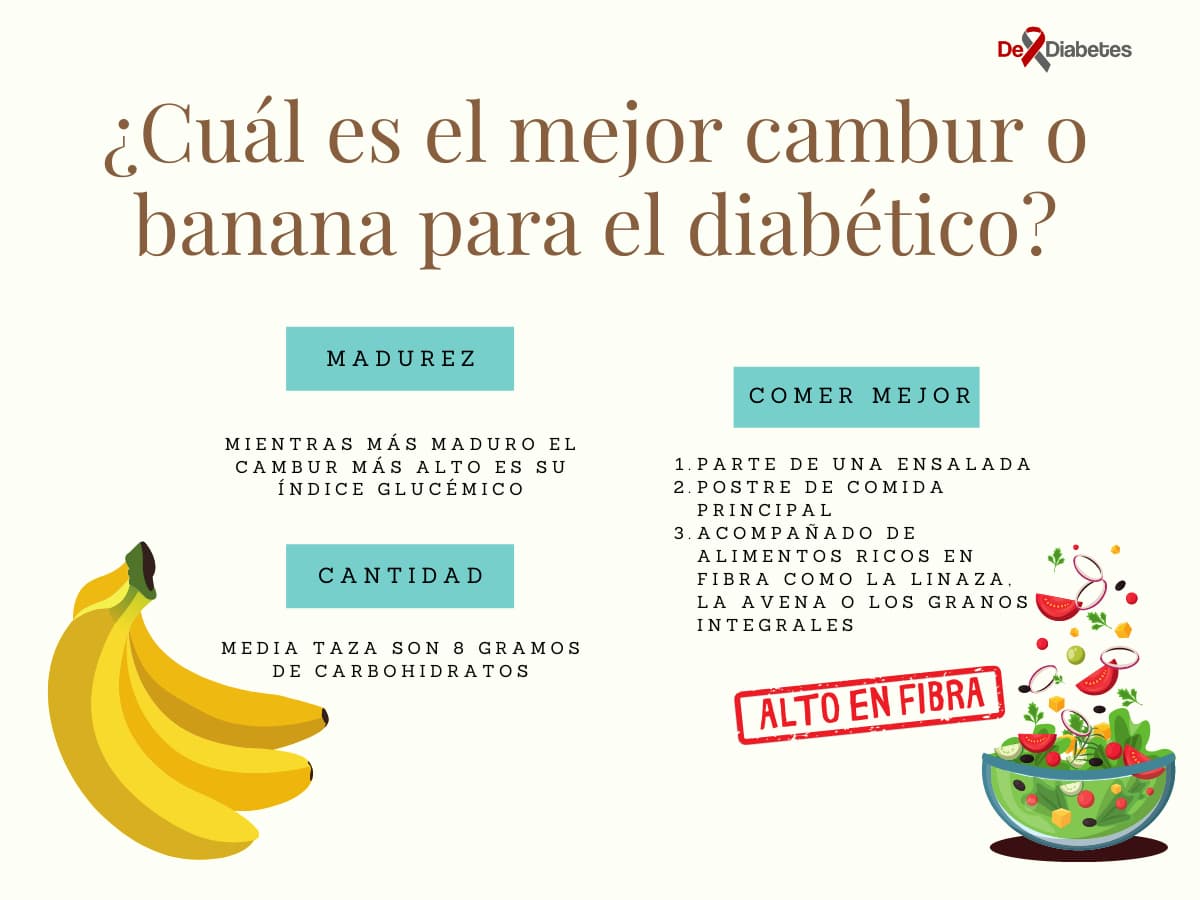 De Diabetes
¿Cuál es el mejor cambur o
banana para el diabético?
MADUREZ
MIENTRAS MÁS MADURO EL
CAMBUR MÁS ALTO ES SU
ÍNDICE GLUCÉMICO
CANTIDAD
MEDIA TAZA SON 8 GRAMOS
DE CARBOHIDRATOS
COMER MEJOR
1. PARTE DE UNA ENSALADA
2. POSTRE DE COMIDA
PRINCIPAL
3. ACOMPAÑADO DE
ALIMENTOS RICOS EN
FIBRA COMO LA LINAZA,
LA AVENA O LOS GRANOS
INTEGRALES
ALTO EN FIBRA